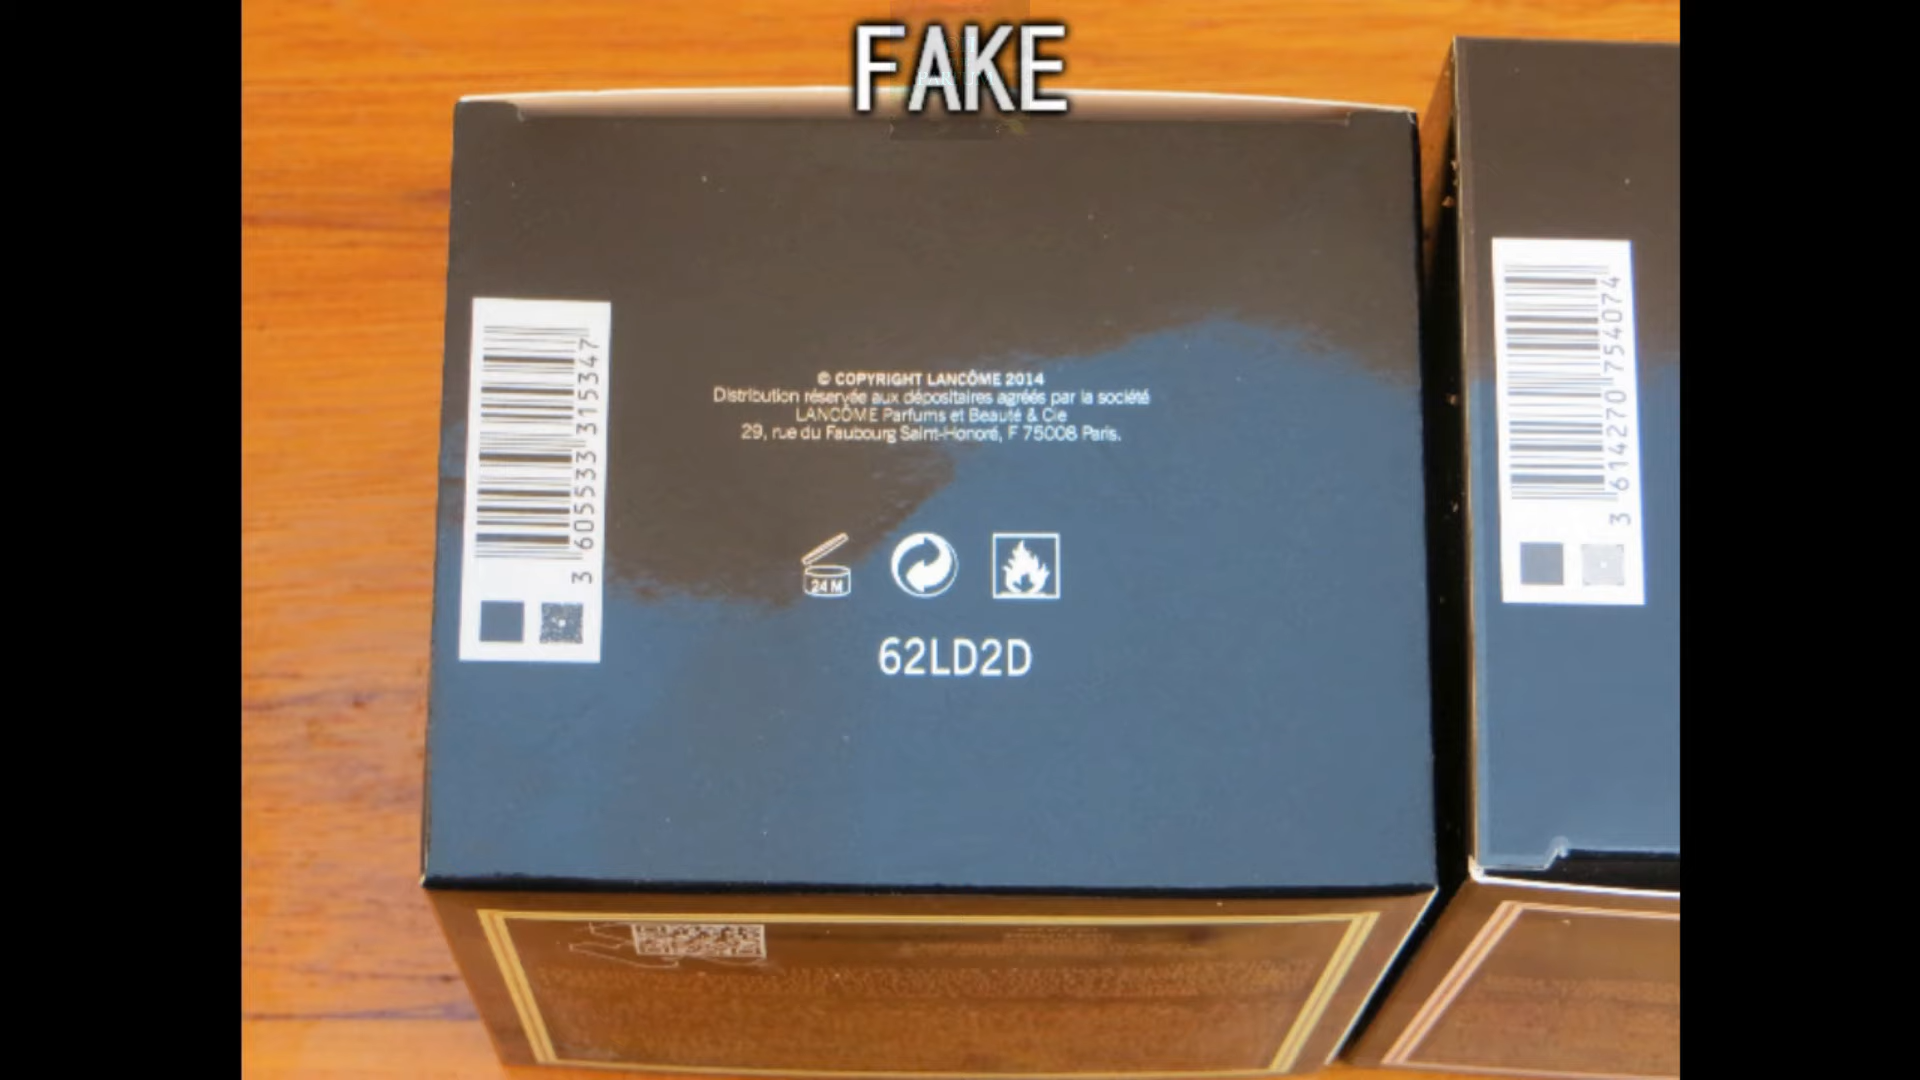 FAKE
© COPYRIGHT LANCÔME 2014
Distribution réservée aux dépositaires agréés par la société
LANCÔME Parfums et Beauté & Cie
29, rue du Faubourg Saint-Honoré, F 75008 Paris.
24 M
62LD2D
3 605533 315347
3 614270 754074